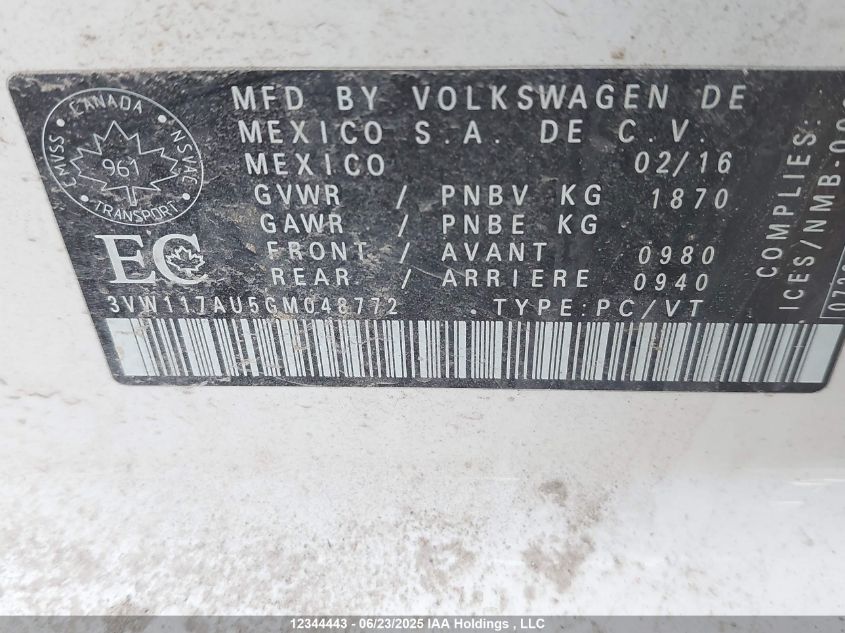 CANADA
CMVSS NSVAC
961
TRANSPORT
EC
MFD BY VOLKSWAGEN DE
MEXICO S.A. DE C.V.
MEXICO 02/16
GVWR / PNBV KG 1870
GAWR / PNBE KG
FRONT / AVANT 0980
REAR / ARRIERE 0940
3VW117AU5GM048772 TYPE:PC/VT
COMPLIES:
ICES/NMB-00
12344443 - 06/23/2025 IAA Holdings , LLC